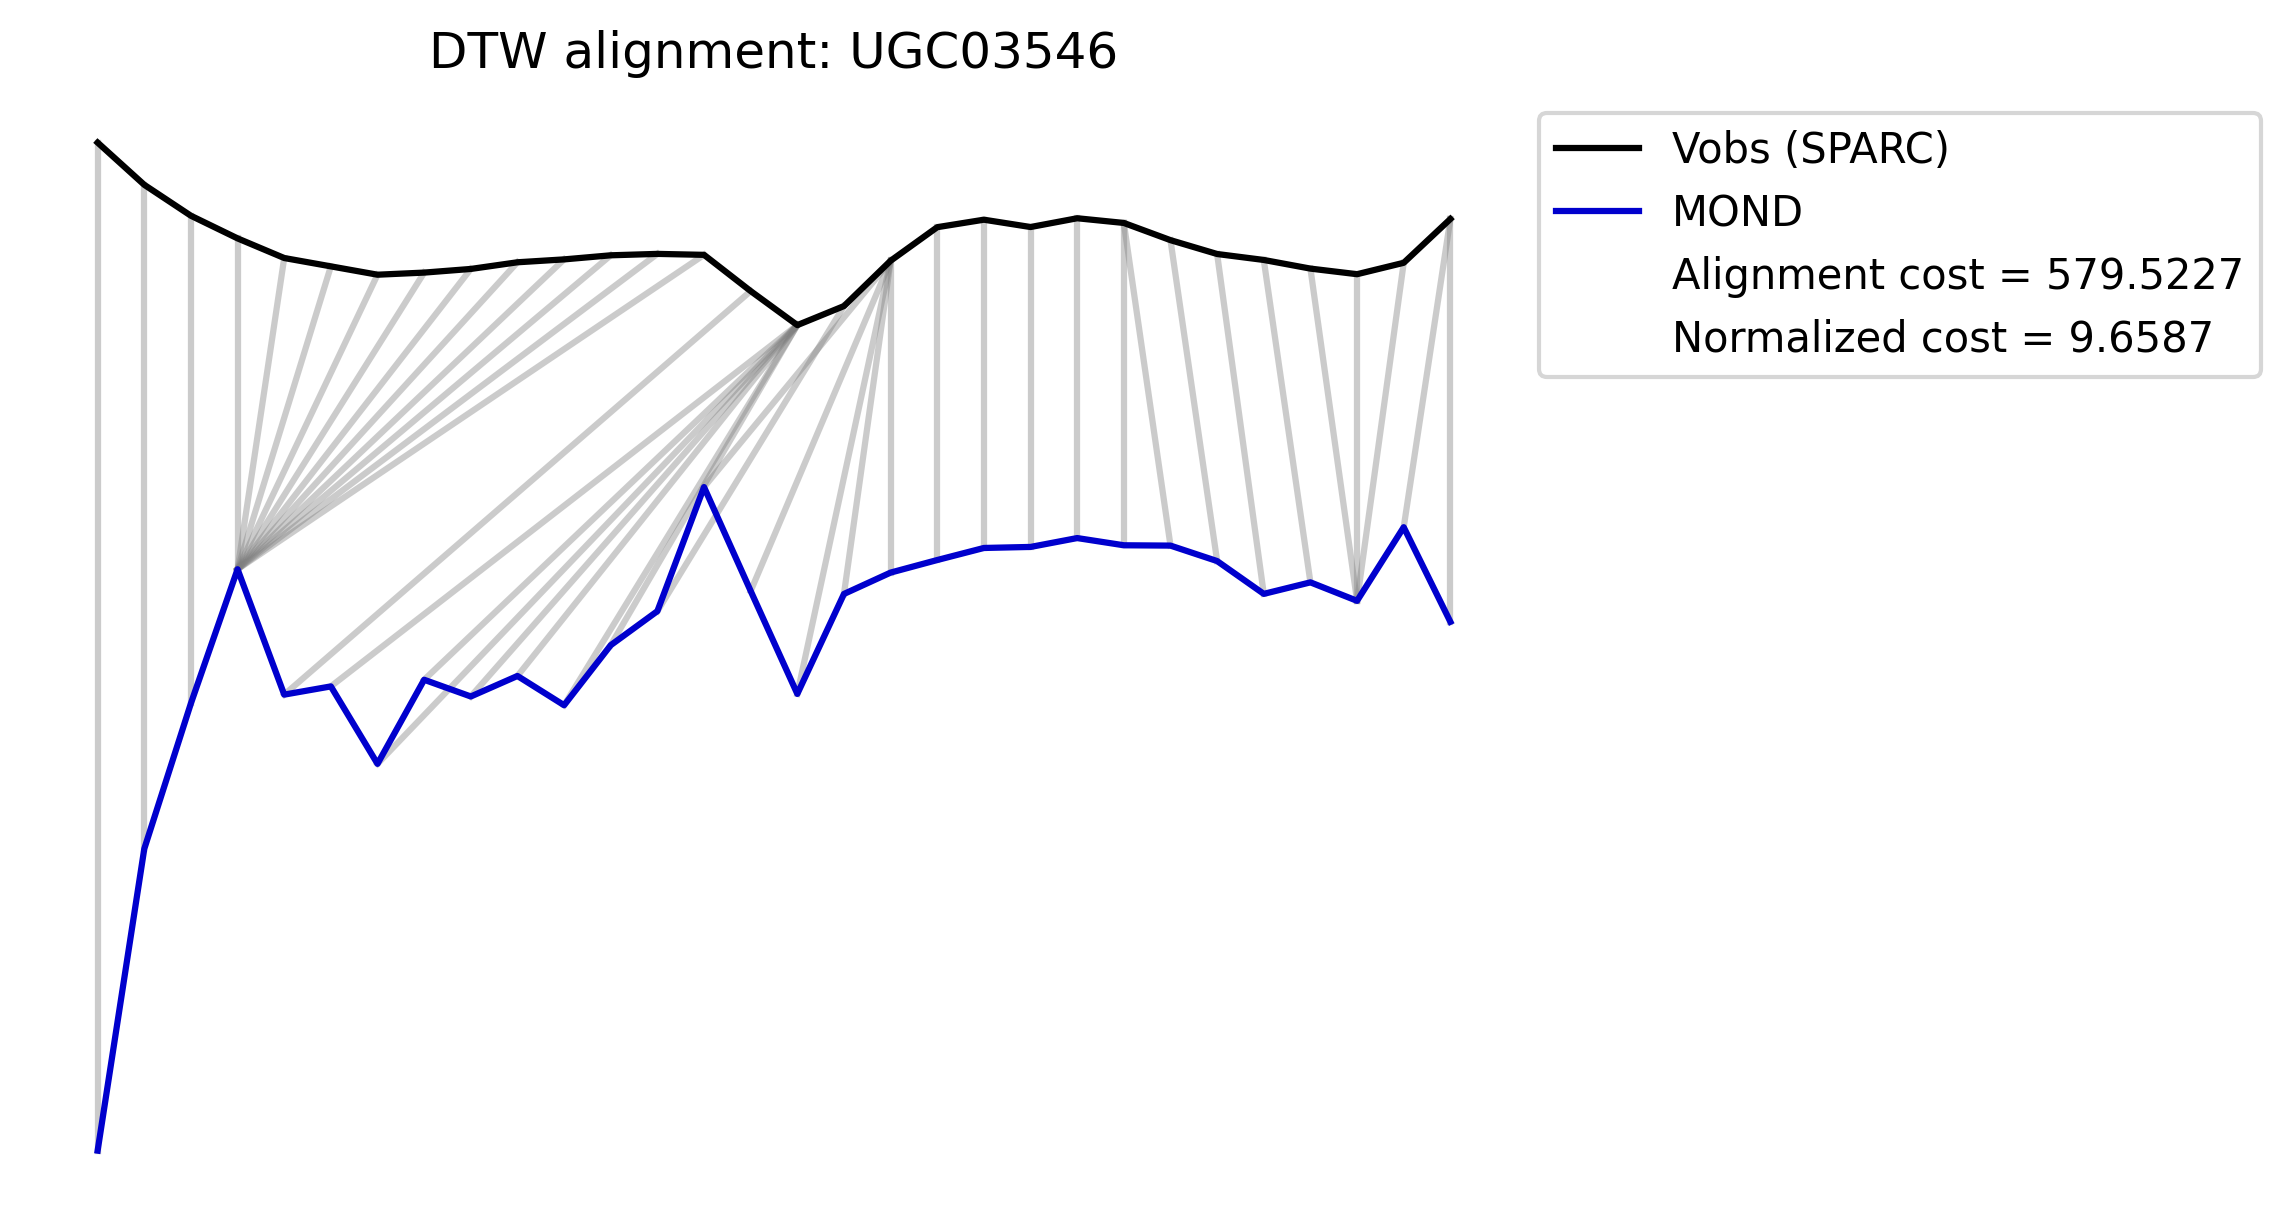 DTW alignment: UGC03546
Vobs (SPARC)
MOND
Alignment cost = 579.5227
Normalized cost = 9.6587